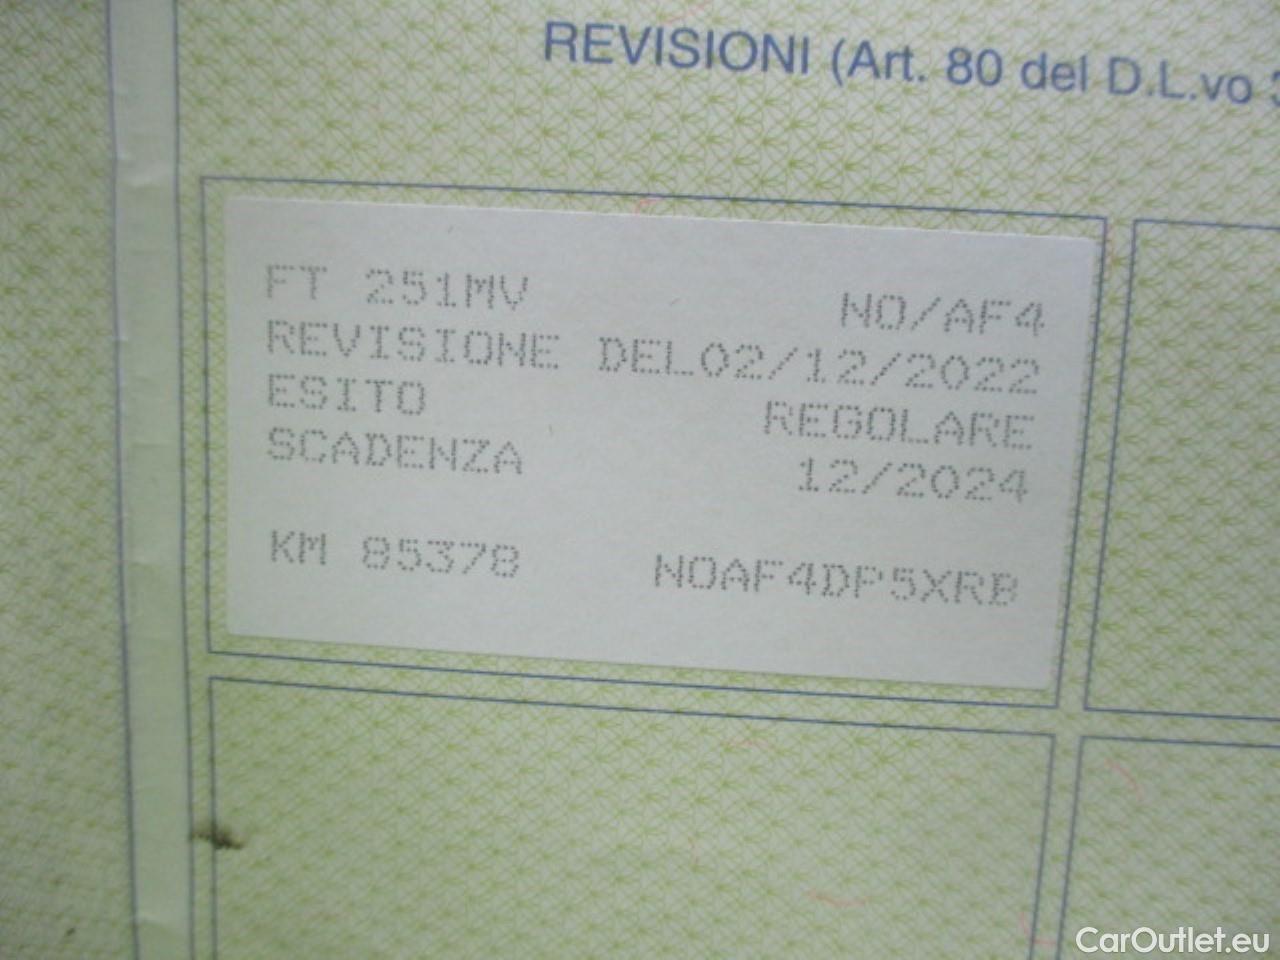 REVISIONI (Art. 80 del D.L.vo
FT 251MV NO/AF4
REVISIONE DEL02/12/2022
ESITO REGOLARE
SCADENZA 12/2024
KM 85378 NOAF4DP5XRB
CarOutlet.eu